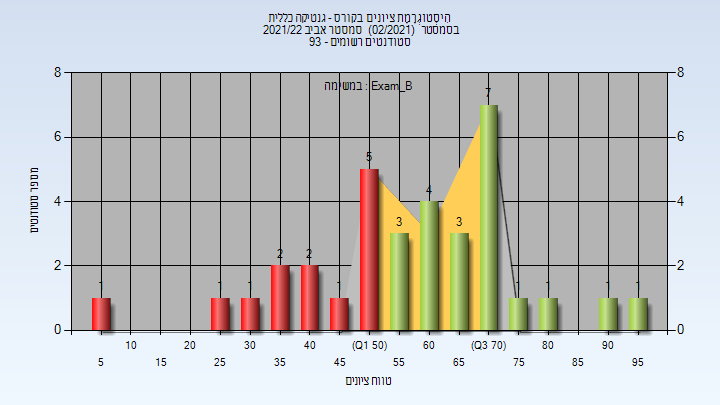 הִיסְטוֹגְרַמַּת ציונים בקורס - גנטיקה כללית
בסמסטר (02/2021) סמסטר אביב 2021/22
סטודנטים רשומים - 93
במשימה : Exam_B
מספר סטודנטים
8 8
6 6
4 4
2 2
0 0
1 1 1 2 2 1 5 3 4 3 7 1 1 1 1
10 20 30 40 (Q1 50) 60 (Q3 70) 80 90
5 15 25 35 45 55 65 75 85 95
טווח ציונים